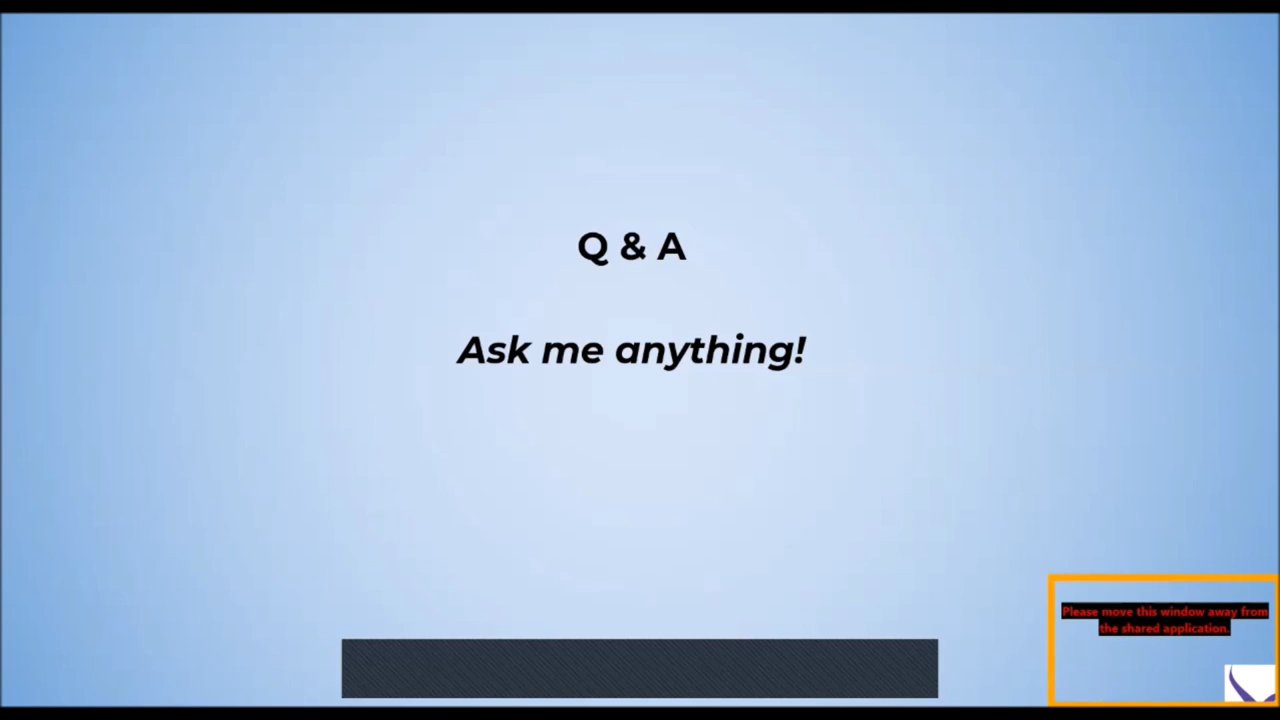 Q & A
Ask me anything!
Please move this window away from
the shared application.